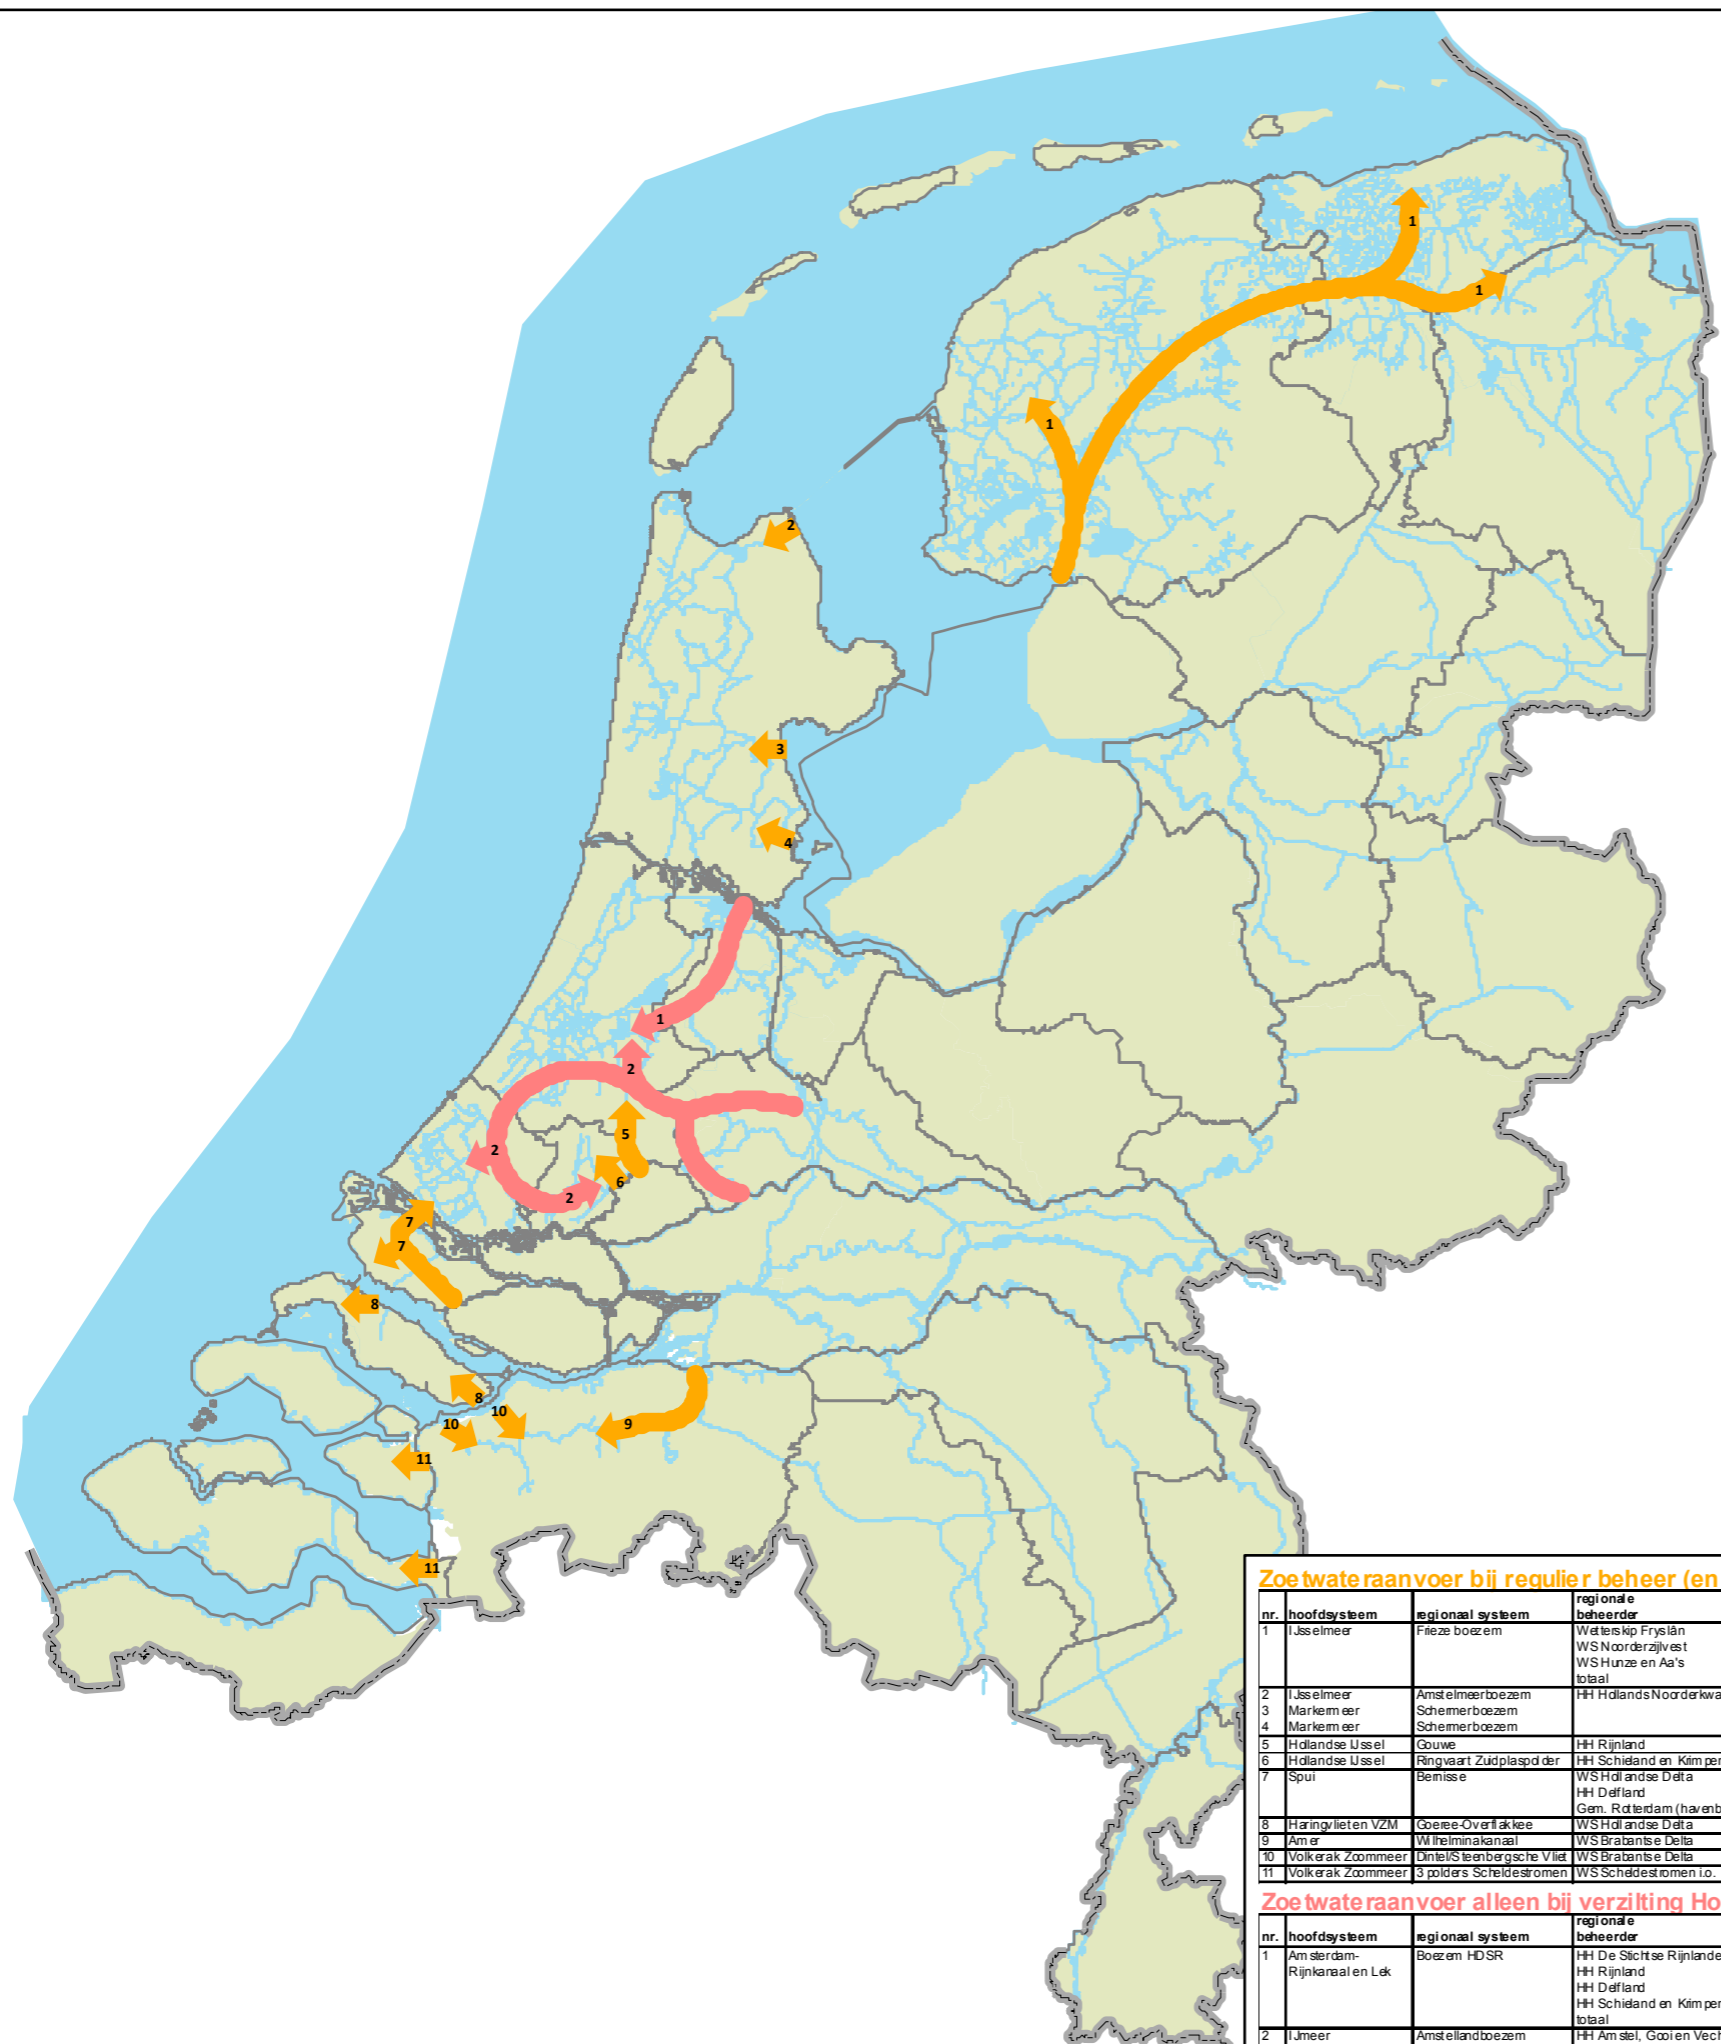 1
1
1
2
3
4
1
2
5
2
6
2
7
7
8
8
10
10
9
11
11
Zoetwateraanvoer bij regulier beheer (en
nr. hoofdsysteem regionaal systeem regionale beheerder
1 IJsselmeer Frieze boezem Wetterskip Fryslân
WS Noorderzijlvest
WS Hunze en Aa's
totaal
2 IJsselmeer Amstelmeerboezem HH Hollands Noorderkwa
3 Markermeer Schermerboezem
4 Markermeer Schermerboezem
5 Hollandse IJssel Gouwe HH Rijnland
6 Hollandse IJssel Ringvaart Zuidplaspolder HH Schieland en Krimpen
7 Spui Bernisse WS Hollandse Delta
HH Delfland
Gem. Rotterdam (havenb
8 Haringvliet en VZM Goeree-Overflakkee WS Hollandse Delta
9 Amer Wilhelminakanaal WS Brabantse Delta
10 Volkerak Zoommeer Dintel/Steenbergsche Vliet WS Brabantse Delta
11 Volkerak Zoommeer 3 polders Scheldestromen WS Scheldestromen i.o.
Zoetwateraanvoer alleen bij verzilting Ho
nr. hoofdsysteem regionaal systeem regionale beheerder
1 Amsterdam- Boezem HDSR HH De Stichtse Rijnlande
Rijnkanaal en Lek HH Rijnland
HH Delfland
HH Schieland en Krimpen
totaal
2 IJmeer Amstellandboezem HH Amstel, Gooi en Vech